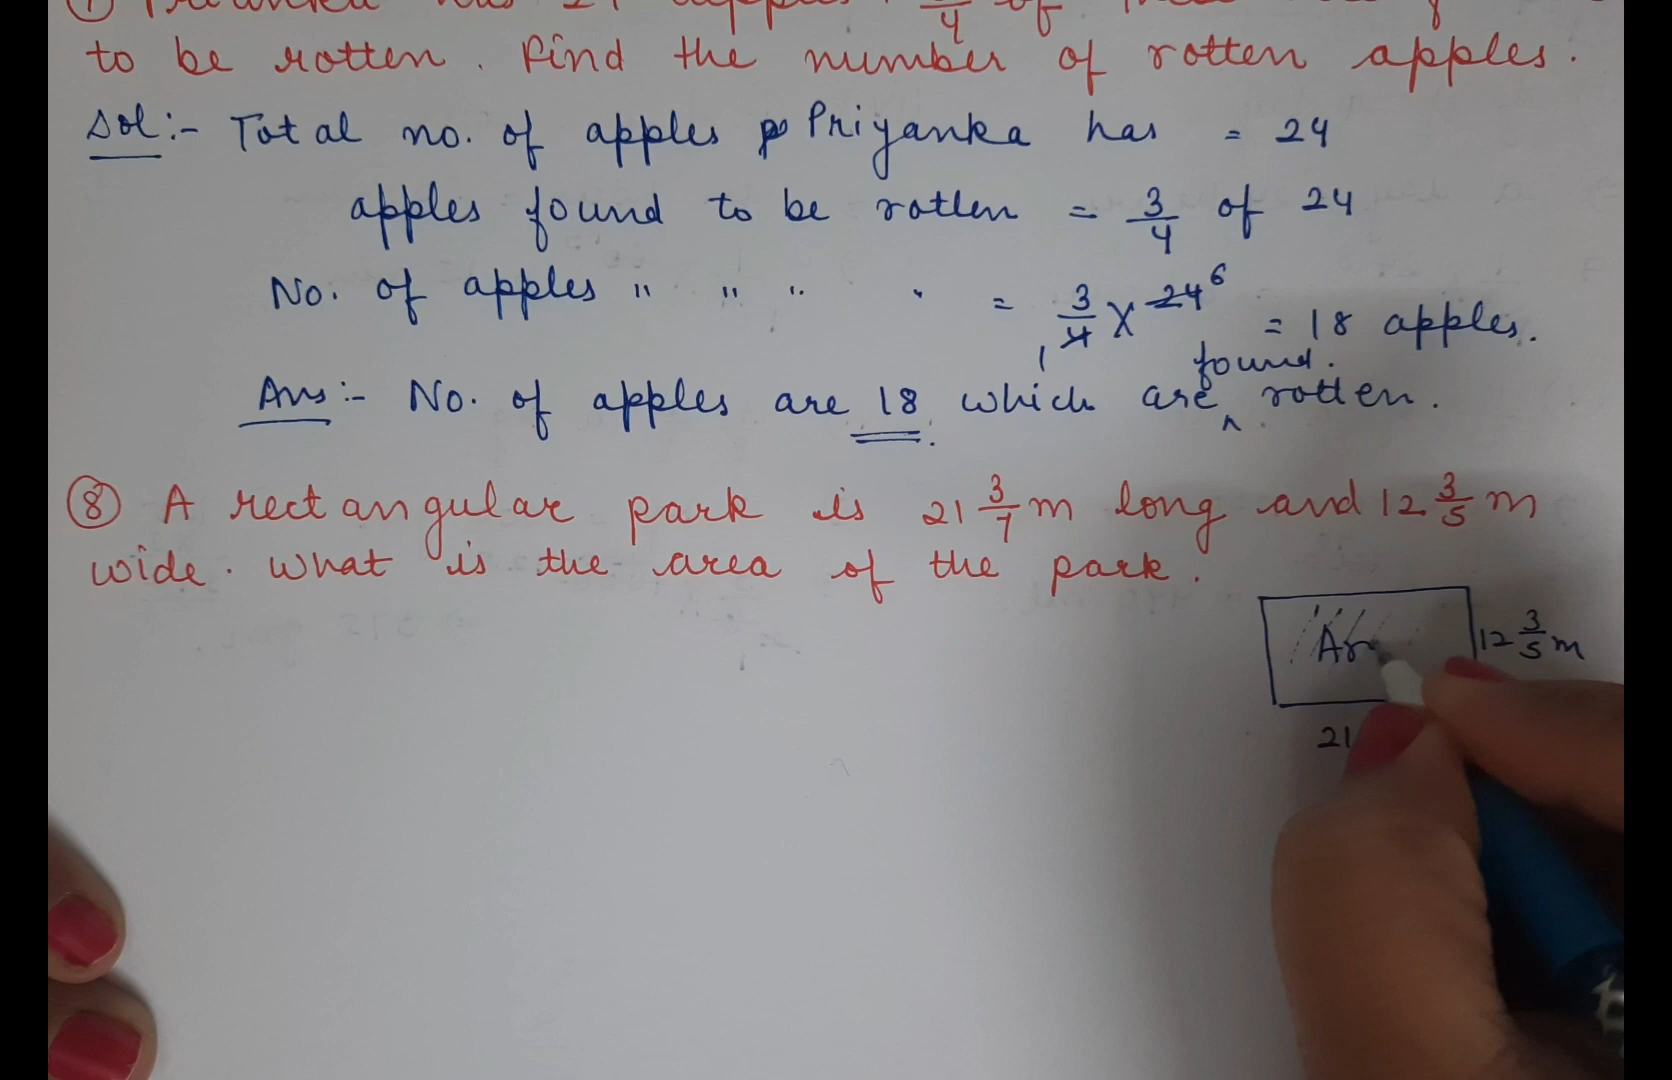 to be rotten. Find the number of rotten apples.
Sol:- Total no. of apples Priyanka has = 24
apples found to be rotten = 3/4 of 24
No. of apples " " " " = 3/4 X 24 6 = 18 apples.
1
found.
Ans:- No. of apples are 18 which are ^ rotten.
⑧ A rectangular park is 21 3/7 m long and 12 3/5 m
wide. What is the area of the park.
Ar
12 3/5 m
21